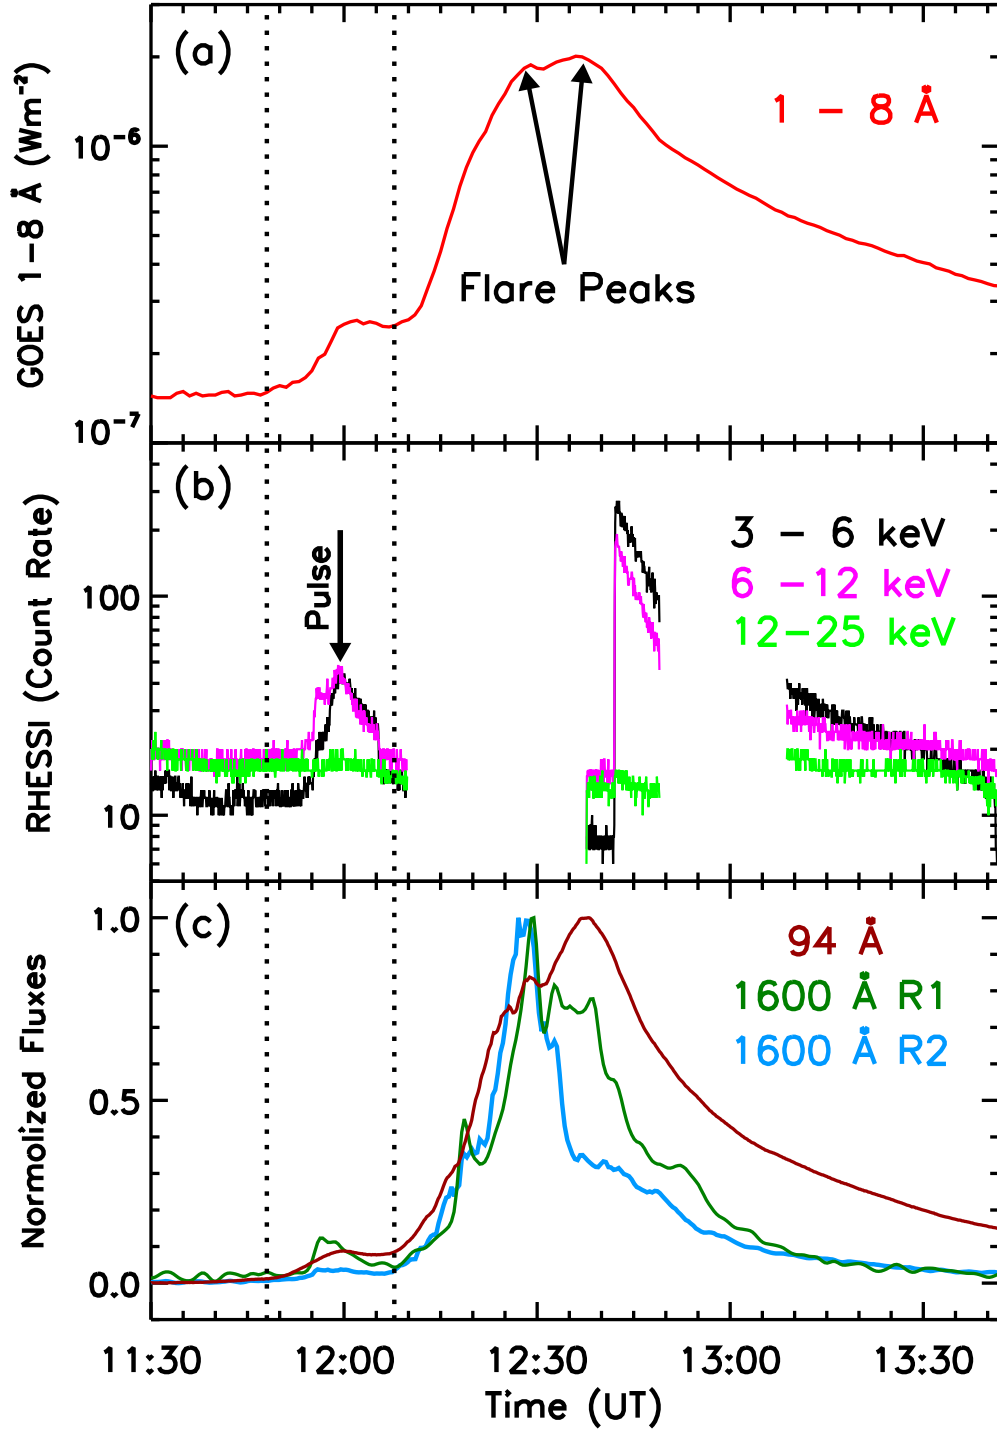 (a)
1 – 8 Å
Flare Peaks
GOES 1–8 Å (Wm⁻²)
10⁻⁶
10⁻⁷
(b)
3 – 6 keV
6 –12 keV
12–25 keV
Pulse
RHESSI (Count Rate)
100
10
(c)
94 Å
1600 Å R1
1600 Å R2
Normolized Fluxes
1.0
0.5
0.0
11:30 12:00 12:30 13:00 13:30
Time (UT)